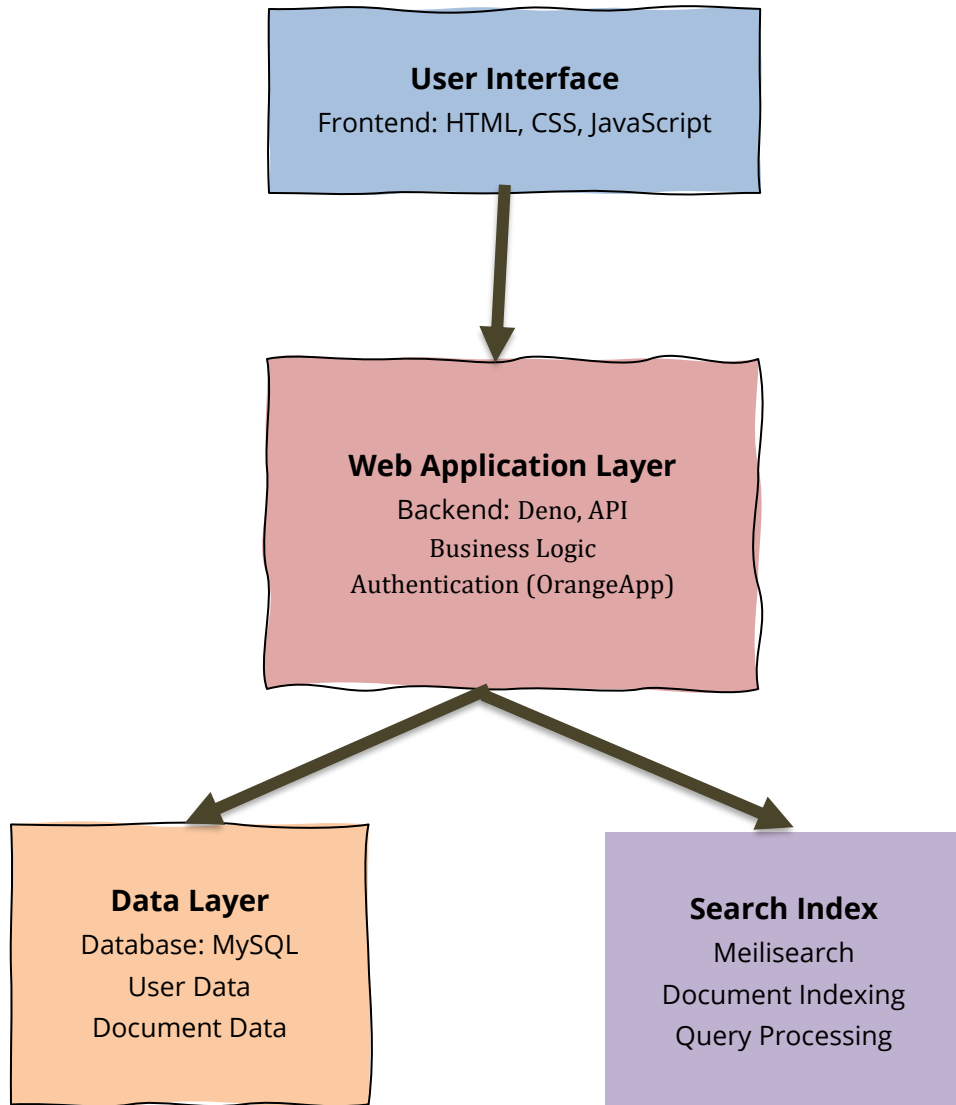 User Interface
Frontend: HTML, CSS, JavaScript
Web Application Layer
Backend: Deno, API
Business Logic
Authentication (OrangeApp)
Data Layer
Database: MySQL
User Data
Document Data
Search Index
Meilisearch
Document Indexing
Query Processing